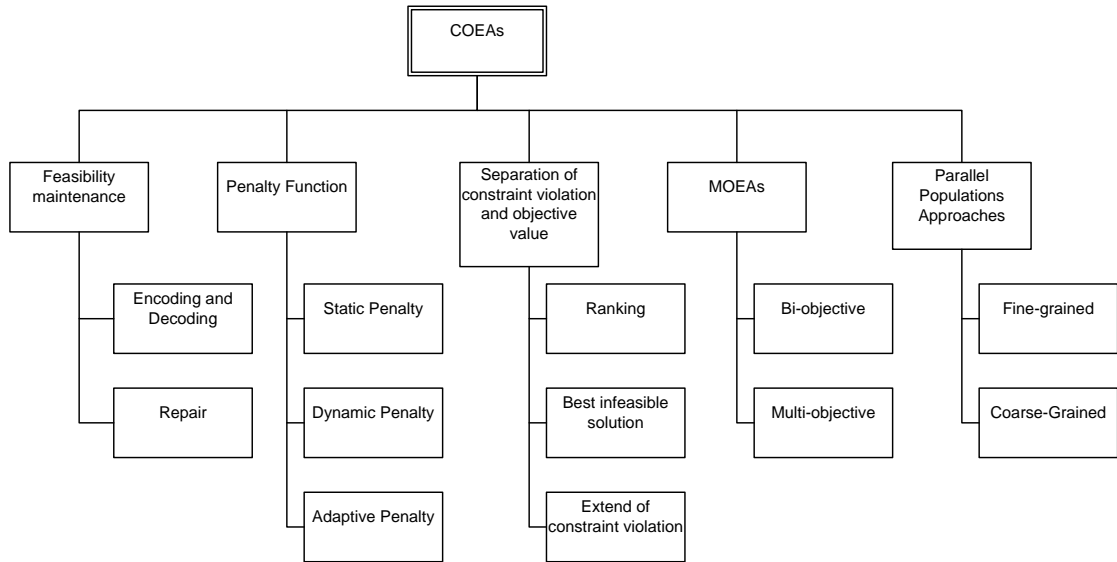 COEAs
Feasibility
maintenance
Penalty Function
Separation of
constraint violation
and objective
value
MOEAs
Parallel
Populations
Approaches
Encoding and
Decoding
Static Penalty
Ranking
Bi-objective
Fine-grained
Repair
Dynamic Penalty
Best infeasible
solution
Multi-objective
Coarse-Grained
Adaptive Penalty
Extend of
constraint violation